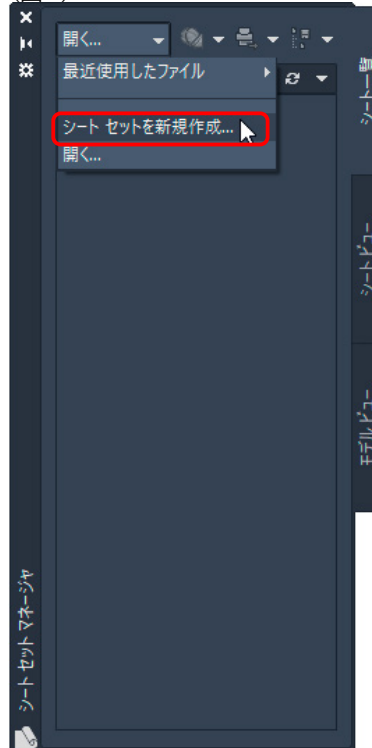 開く...
最近使用したファイル
シート セットを新規作成...
開く...
シート一覧
シートビュー
モデルビュー
シート セット マネージャ